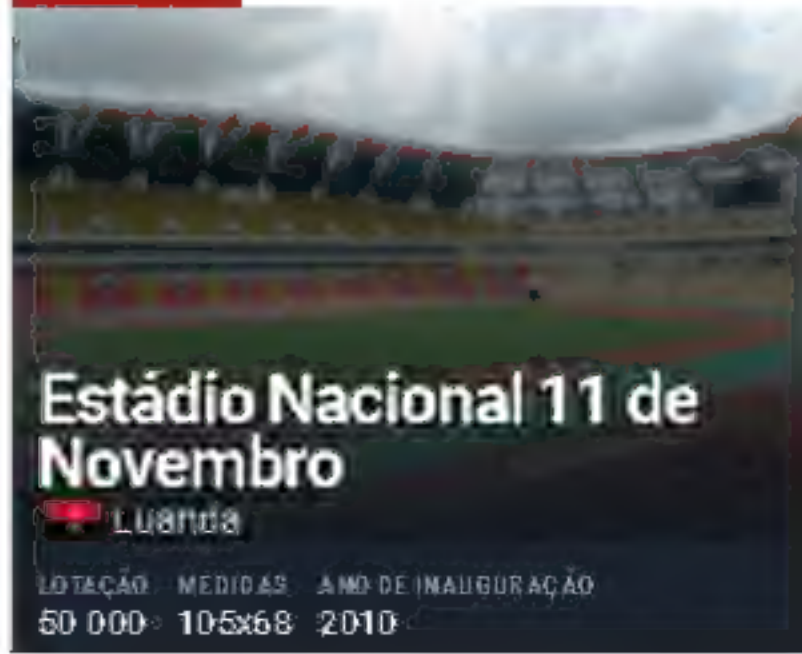 Estádio Nacional 11 de
Novembro
Luanda
LOTAÇÃO MEDIDAS ANO DE INAUGURAÇÃO
50 000 105x68 2010